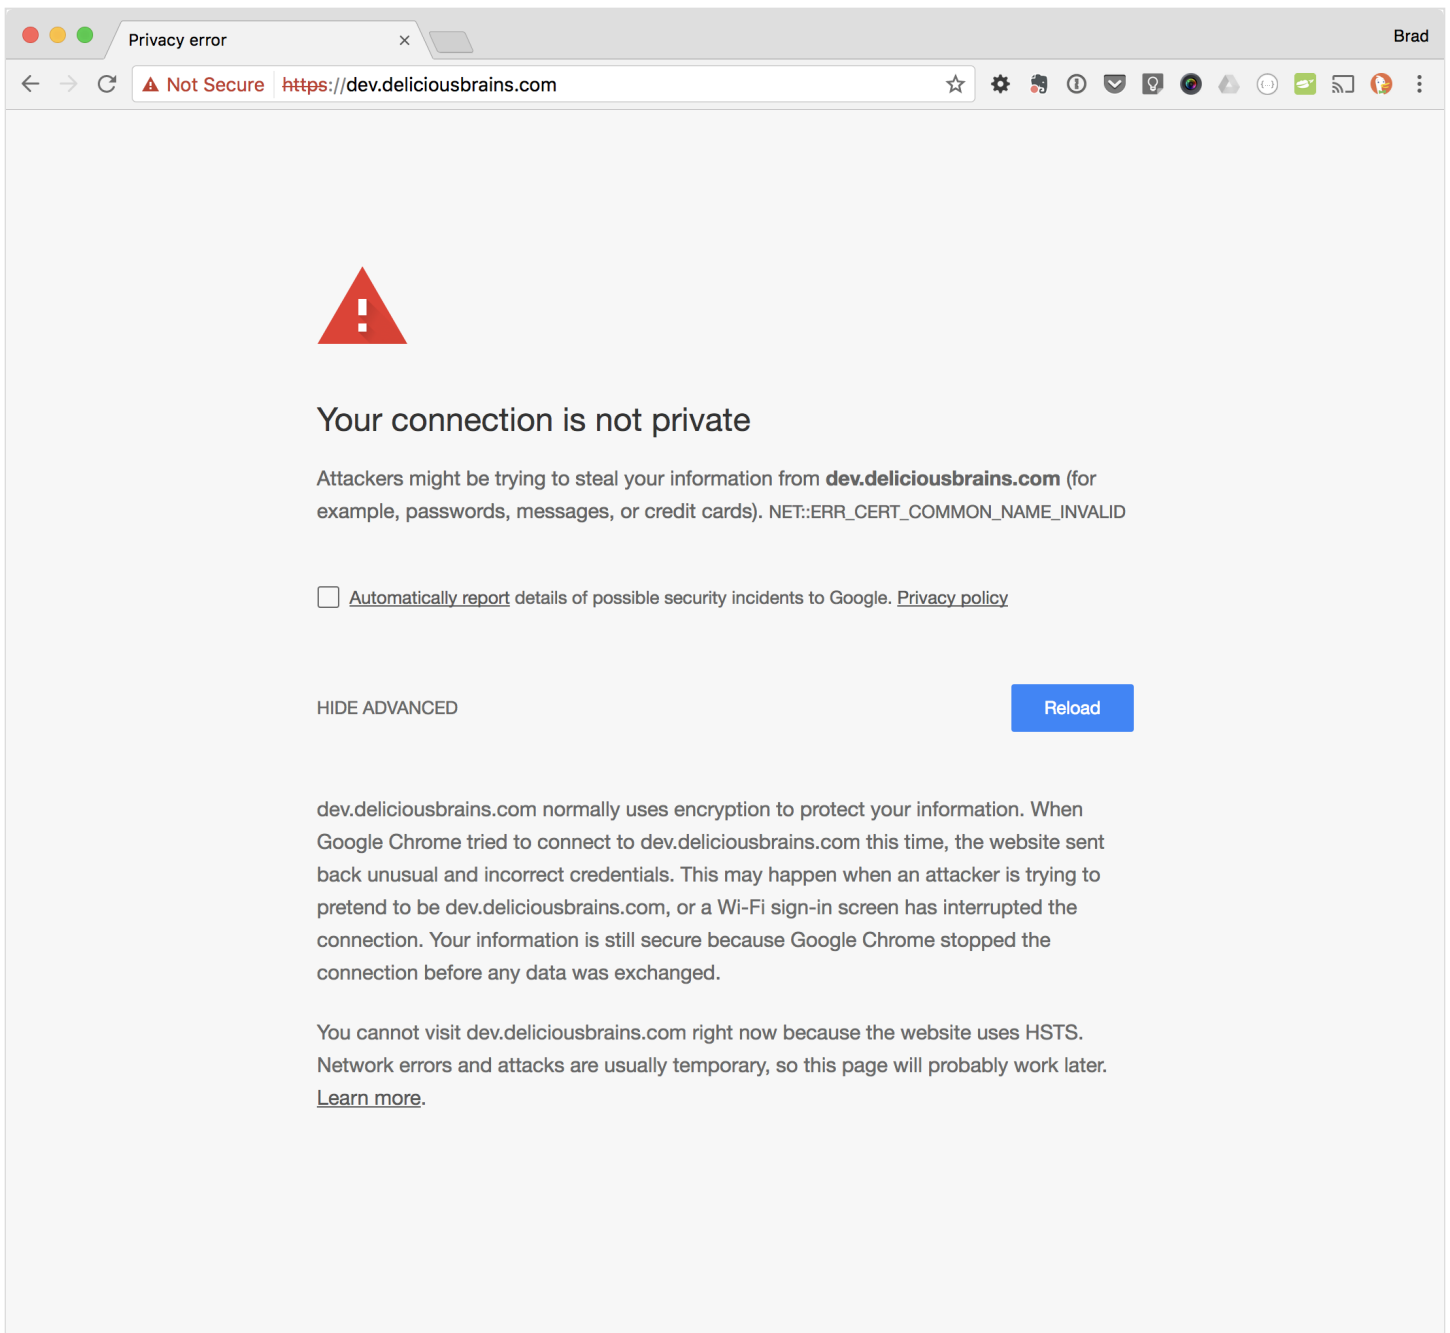 Privacy error
Brad
Not Secure https://dev.deliciousbrains.com
Your connection is not private
Attackers might be trying to steal your information from dev.deliciousbrains.com (for
example, passwords, messages, or credit cards). NET::ERR_CERT_COMMON_NAME_INVALID
Automatically report details of possible security incidents to Google. Privacy policy
HIDE ADVANCED
Reload
dev.deliciousbrains.com normally uses encryption to protect your information. When
Google Chrome tried to connect to dev.deliciousbrains.com this time, the website sent
back unusual and incorrect credentials. This may happen when an attacker is trying to
pretend to be dev.deliciousbrains.com, or a Wi-Fi sign-in screen has interrupted the
connection. Your information is still secure because Google Chrome stopped the
connection before any data was exchanged.
You cannot visit dev.deliciousbrains.com right now because the website uses HSTS.
Network errors and attacks are usually temporary, so this page will probably work later.
Learn more.